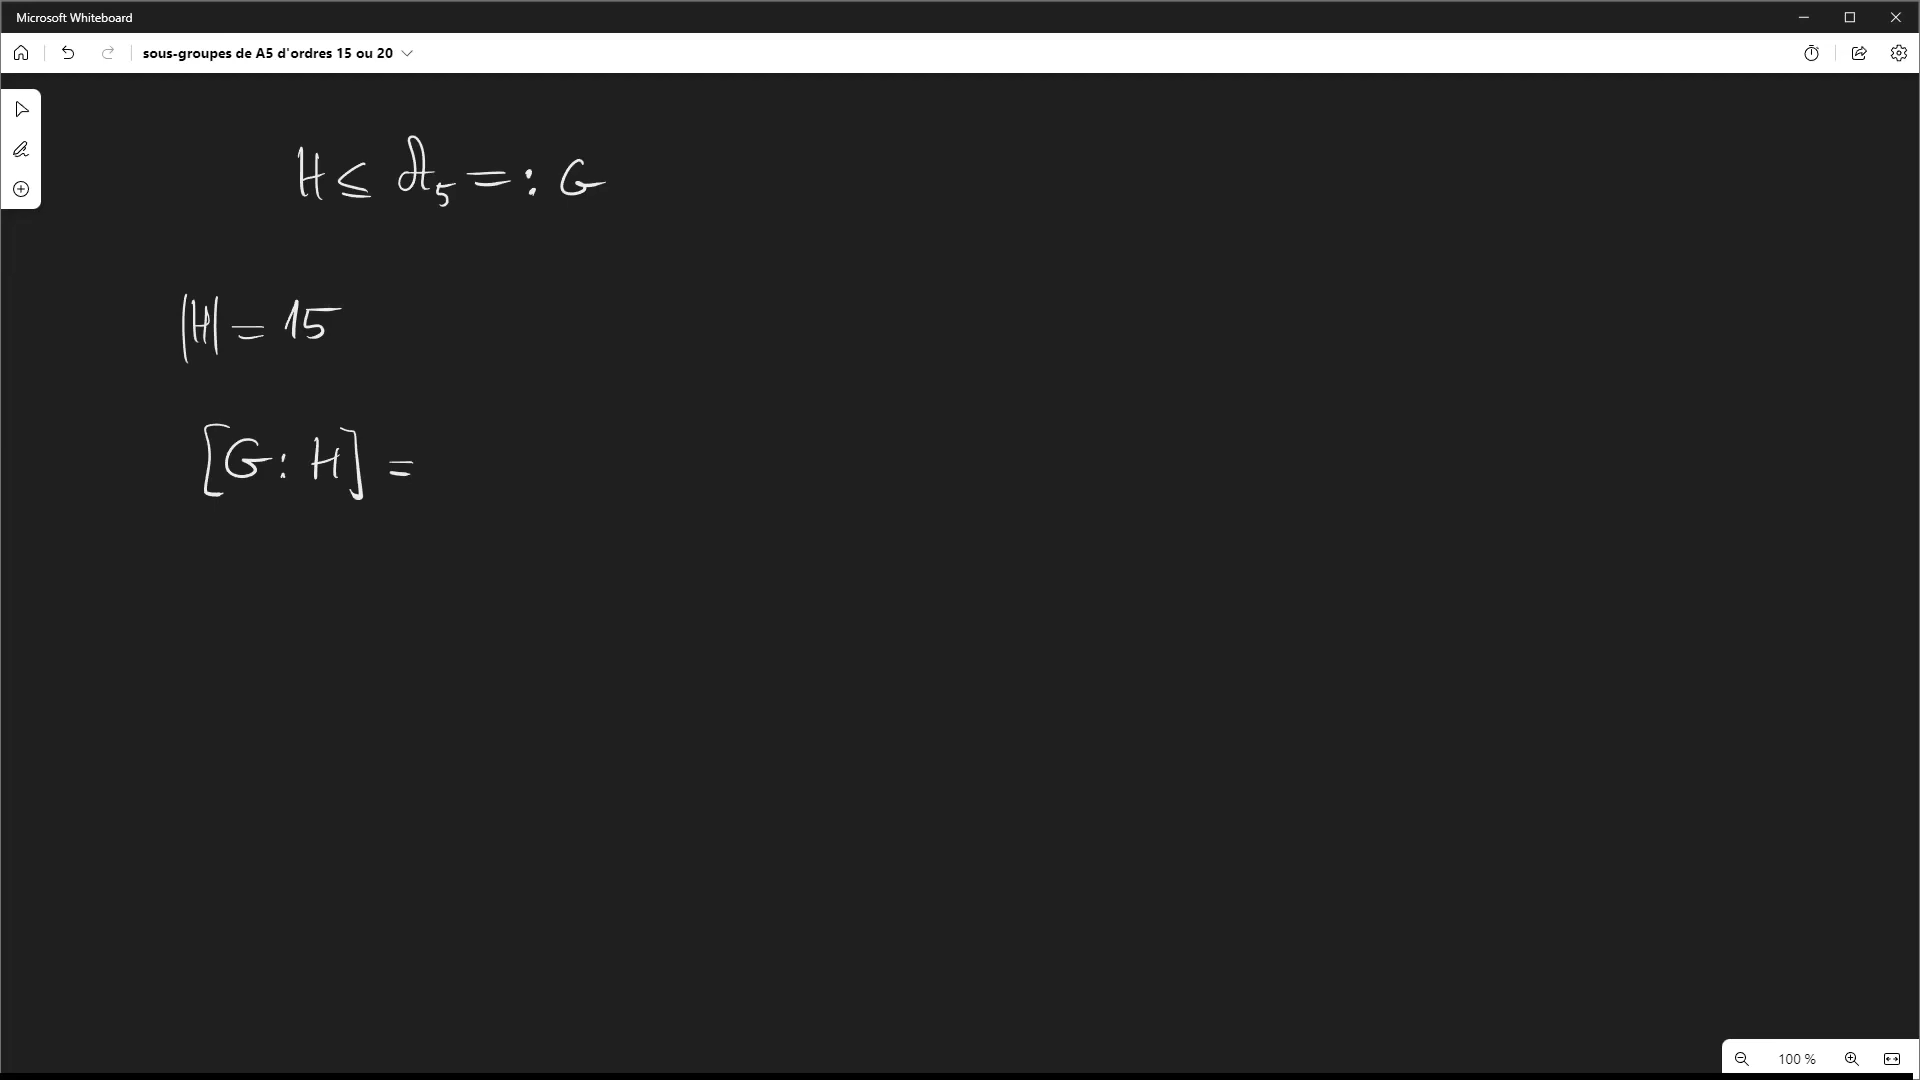 Microsoft Whiteboard
sous-groupes de A5 d'ordres 15 ou 20
H ≤ 𝒜₅ =: G
|H| = 15
[G : H] =
100 %